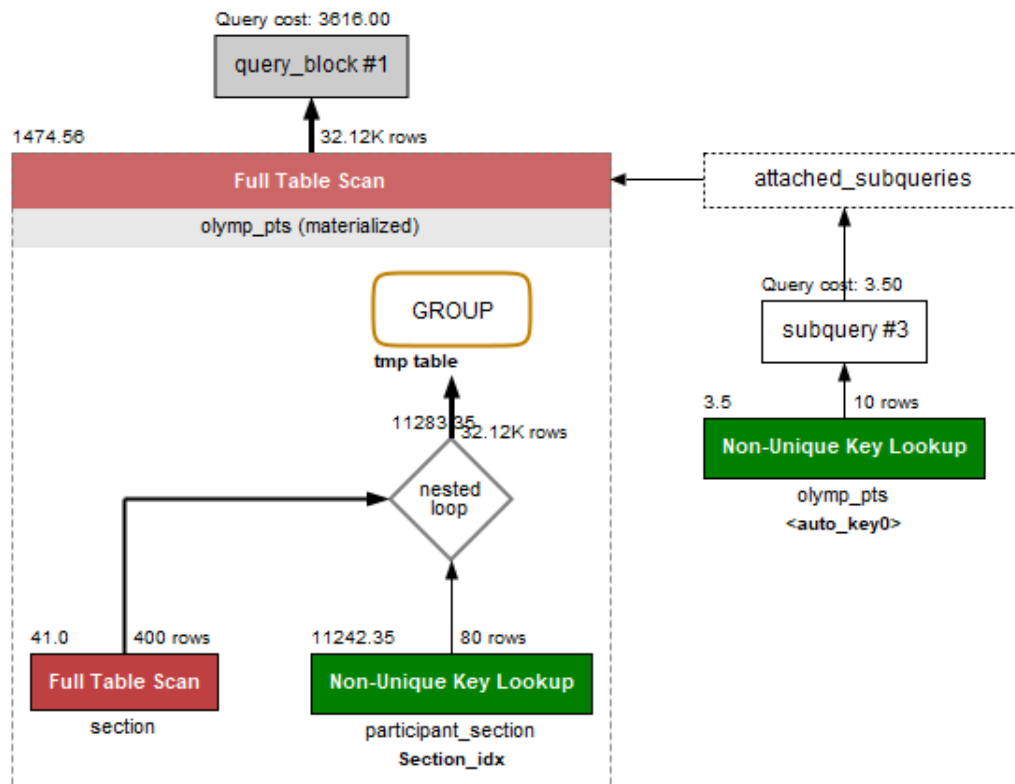 Query cost: 3616.00
query_block #1
1474.56
32.12K rows
Full Table Scan
olymp_pts (materialized)
attached_subqueries
GROUP
tmp table
Query cost: 3.50
subquery #3
3.5
10 rows
Non-Unique Key Lookup
olymp_pts
<auto_key0>
11283.35
32.12K rows
nested
loop
41.0
400 rows
Full Table Scan
section
11242.35
80 rows
Non-Unique Key Lookup
participant_section
Section_idx